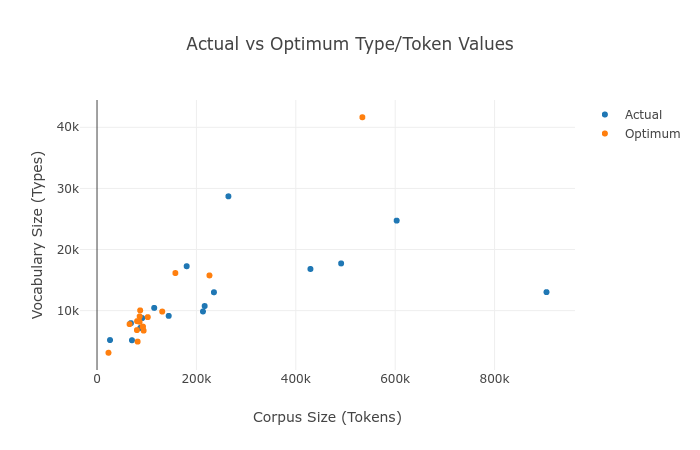 Actual vs Optimum Type/Token Values
Actual
Optimum
Vocabulary Size (Types)
40k
30k
20k
10k
0
200k
400k
600k
800k
Corpus Size (Tokens)